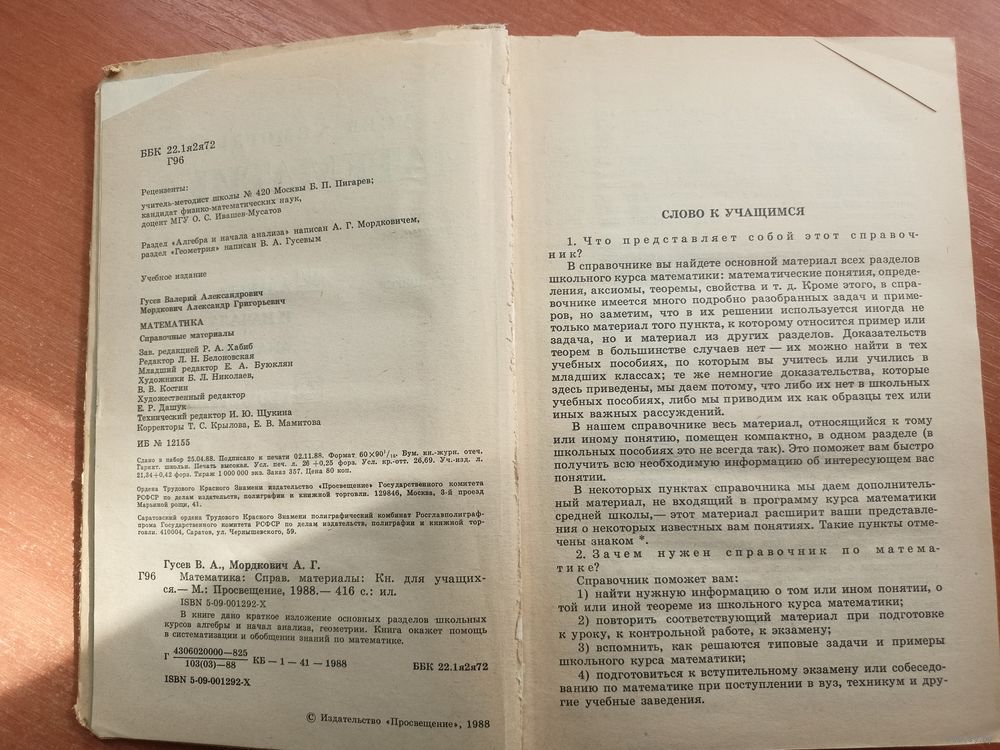 ББК 22.1я2я72
Г96
Рецензенты:
учитель-методист школы № 420 Москвы Б. П. Пигарев;
кандидат физико-математических наук,
доцент МГУ О. С. Ивашев-Мусатов
Раздел «Алгебра и начала анализа» написан А. Г. Мордковичем,
раздел «Геометрия» написан В. А. Гусевым
Учебное издание
Гусев Валерий Александрович
Мордкович Александр Григорьевич
МАТЕМАТИКА
Справочные материалы
Зав. редакцией Р. А. Хабиб
Редактор Л. Н. Белоновская
Младший редактор Е. А. Буюклян
Художники Б. Л. Николаев,
В. В. Костин
Художественный редактор
Е. Р. Дашук
Технический редактор И. Ю. Щукина
Корректоры Т. С. Крылова, Е. В. Мамитова
ИБ № 12155
Сдано в набор 25.04.88. Подписано к печати 02.11.88. Формат 60×90¹/₁₆. Бум. кн.-журн. отеч.
Гарнит. школьн. Печать высокая. Усл. печ. л. 26+0,25 форз. Усл. кр.-отт. 26,69. Уч.-изд. л.
21,34+0,42 форз. Тираж 1 000 000 экз. Заказ 357. Цена 80 коп.
Ордена Трудового Красного Знамени издательство «Просвещение» Государственного комитета
РСФСР по делам издательств, полиграфии и книжной торговли. 129846, Москва, 3-й проезд
Марьиной рощи, 41.
Саратовский ордена Трудового Красного Знамени полиграфический комбинат Росглавполиграф-
прома Государственного комитета РСФСР по делам издательств, полиграфии и книжной тор-
говли. 410004, Саратов, ул. Чернышевского, 59.
Гусев В. А., Мордкович А. Г.
Г96 Математика: Справ. материалы: Кн. для учащих-
ся.— М.: Просвещение, 1988.— 416 с.: ил.
ISBN 5-09-001292-X
В книге дано краткое изложение основных разделов школьных
курсов алгебры и начал анализа, геометрии. Книга окажет помощь
в систематизации и обобщении знаний по математике.
Г 4306020000—825
103(03)—88 КБ — 1 — 41 — 1988
ББК 22.1я2я72
ISBN 5-09-001292-X
© Издательство «Просвещение», 1988
СЛОВО К УЧАЩИМСЯ
1. Что представляет собой этот справоч-
ник?
В справочнике вы найдете основной материал всех разделов
школьного курса математики: математические понятия, опреде-
ления, аксиомы, теоремы, свойства и т. д. Кроме этого, в спра-
вочнике имеется много подробно разобранных задач и приме-
ров, но заметим, что в их решении используется иногда не
только материал того пункта, к которому относится пример или
задача, но и материал из других разделов. Доказательств
теорем в большинстве случаев нет — их можно найти в тех
учебных пособиях, по которым вы учитесь или учились в
младших классах; те же немногие доказательства, которые
здесь приведены, мы даем потому, что либо их нет в школьных
учебных пособиях, либо мы приводим их как образцы тех или
иных важных рассуждений.
В нашем справочнике весь материал, относящийся к тому
или иному понятию, помещен компактно, в одном разделе (в
школьных пособиях это не всегда так). Это поможет вам быстро
получить всю необходимую информацию об интересующем вас
понятии.
В некоторых пунктах справочника мы даем дополнитель-
ный материал, не входящий в программу курса математики
средней школы,— этот материал расширит ваши представле-
ния о некоторых известных вам понятиях. Такие пункты отме-
чены знаком *.
2. Зачем нужен справочник по матема-
тике?
Справочник поможет вам:
1) найти нужную информацию о том или ином понятии, о
той или иной теореме из школьного курса математики;
2) повторить соответствующий материал при подготовке
к уроку, к контрольной работе, к экзамену;
3) вспомнить, как решаются типовые задачи и примеры
школьного курса математики;
4) подготовиться к вступительному экзамену или собеседо-
ванию по математике при поступлении в вуз, техникум и дру-
гие учебные заведения.